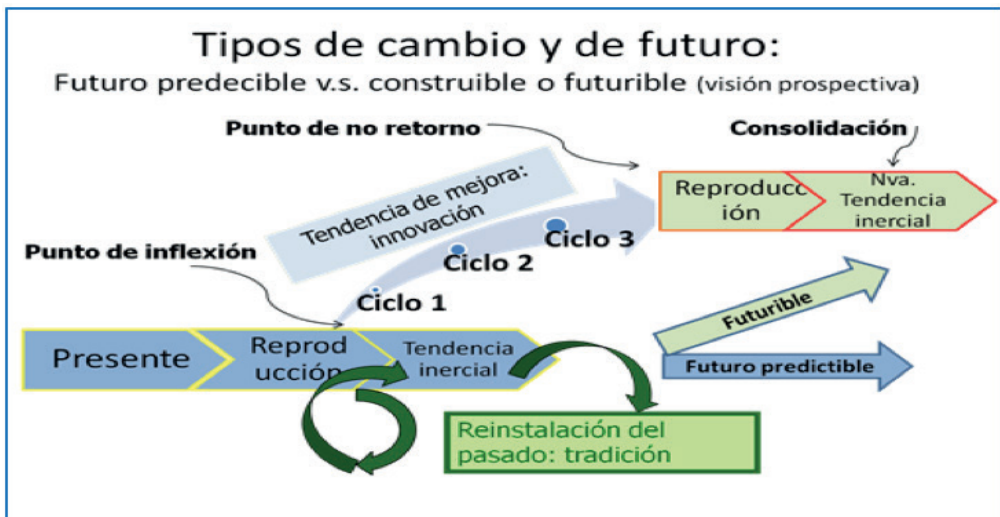 Tipos de cambio y de futuro:
Futuro predecible v.s. construible o futurible (visión prospectiva)
Punto de no retorno
Consolidación
Tendencia de mejora:
innovación
Reproducc
ión
Nva.
Tendencia
inercial
Punto de inflexión
Ciclo 3
Ciclo 2
Ciclo 1
Presente
Reprod
ucción
Tendencia
inercial
Futurible
Futuro predictible
Reinstalación del
pasado: tradición